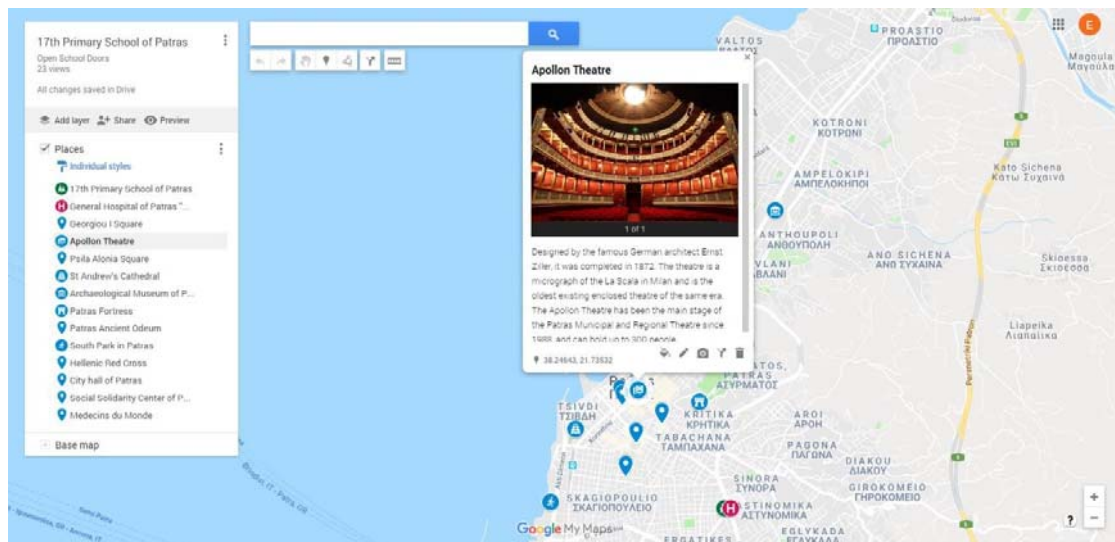 17th Primary School of Patras
Open School Doors
23 views
All changes saved in Drive
Add layer Share Preview
Places
Individual styles
17th Primary School of Patras
General Hospital of Patras "...
Georgiou I Square
Apollon Theatre
Psila Alonia Square
St Andrew's Cathedral
Archaeological Museum of P...
Patras Fortress
Patras Ancient Odeum
South Park in Patras
Hellenic Red Cross
City hall of Patras
Social Solidarity Center of P...
Medecins du Monde
Base map
Apollon Theatre
1 of 1
Designed by the famous German architect Ernst
Ziler, it was completed in 1872. The theatre is a
micrograph of the La Scala in Milan and is the
oldest existing enclosed theatre of the same era.
The Apollon Theatre has been the main stage of
the Patras Municipal and Regional Theatre since
1988, and can hold up to 300 people.
38.24643, 21.73532
E
VALTOS
PROASTIO
ΠΡΟΑΣΤΙΟ
Magoula
Μαγούλα
KOTRONI
ΚΟΤΡΩΝΙ
AMPELOKIPI
ΑΜΠΕΛΟΚΗΠΟΙ
Kato Sichena
Κάτω Συχαινά
ANTHOUPOLI
ΑΝΘΟΥΠΟΛΗ
VLANI
ΒΛΑΝΙ
ANO SICHENA
ΑΝΩ ΣΥΧΑΙΝΑ
Skioessa
Σκιόεσσα
Liapeika
Λιαπαίικα
PATRAS
ΑΣΥΡΜΑΤΟΣ
TSIVDI
ΤΣΙΒΔΗ
KRITIKA
ΚΡΗΤΙΚΑ
AROI
ΑΡΟΗ
TABACHANA
ΤΑΜΠΑΧΑΝΑ
PAGONA
ΠΑΓΩΝΑ
DIAKOU
ΔΙΑΚΟΥ
SINORA
ΣΥΝΟΡΑ
GIROKOMEIO
ΓΗΡΟΚΟΜΕΙΟ
SKAGIOPOULIO
ΣΚΑΓΙΟΠΟΥΛΕΙΟ
ASTINOMIKA
ΑΣΤΥΝΟΜΙΚΑ
EGLYKADA
ΕΓΛΥΚΑΔΑ
ERGATIKES
Google My Maps